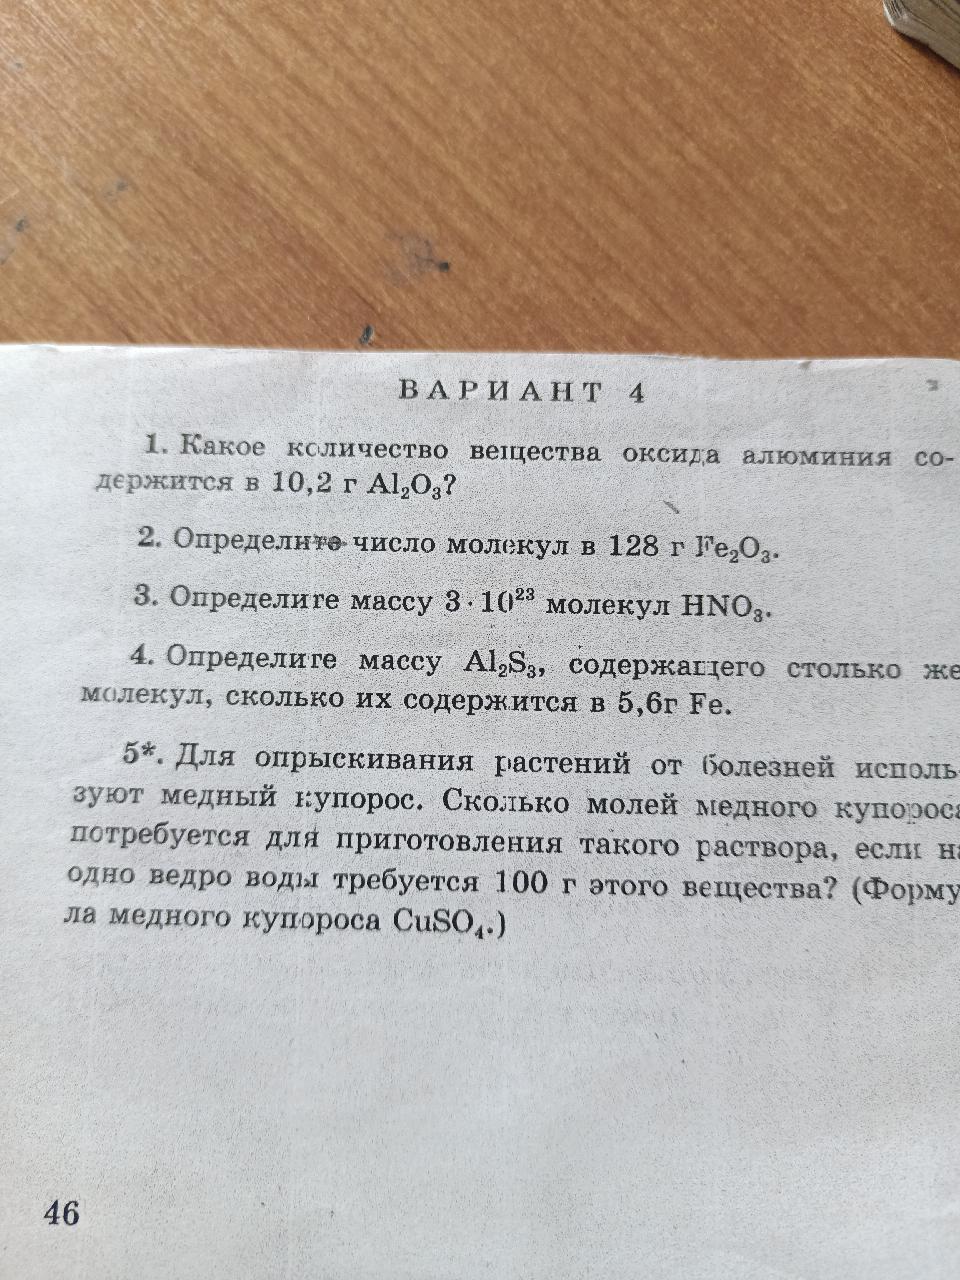 ВАРИАНТ 4
1. Какое количество вещества оксида алюминия со-
держится в 10,2 г Al₂O₃?
2. Определите число молекул в 128 г Fe₂O₃.
3. Определите массу 3 · 10²³ молекул HNO₃.
4. Определите массу Al₂S₃, содержащего столько же
молекул, сколько их содержится в 5,6г Fe.
5*. Для опрыскивания растений от болезней исполь-
зуют медный купорос. Сколько молей медного купороса
потребуется для приготовления такого раствора, если на
одно ведро воды требуется 100 г этого вещества? (Форму-
ла медного купороса CuSO₄.)
46